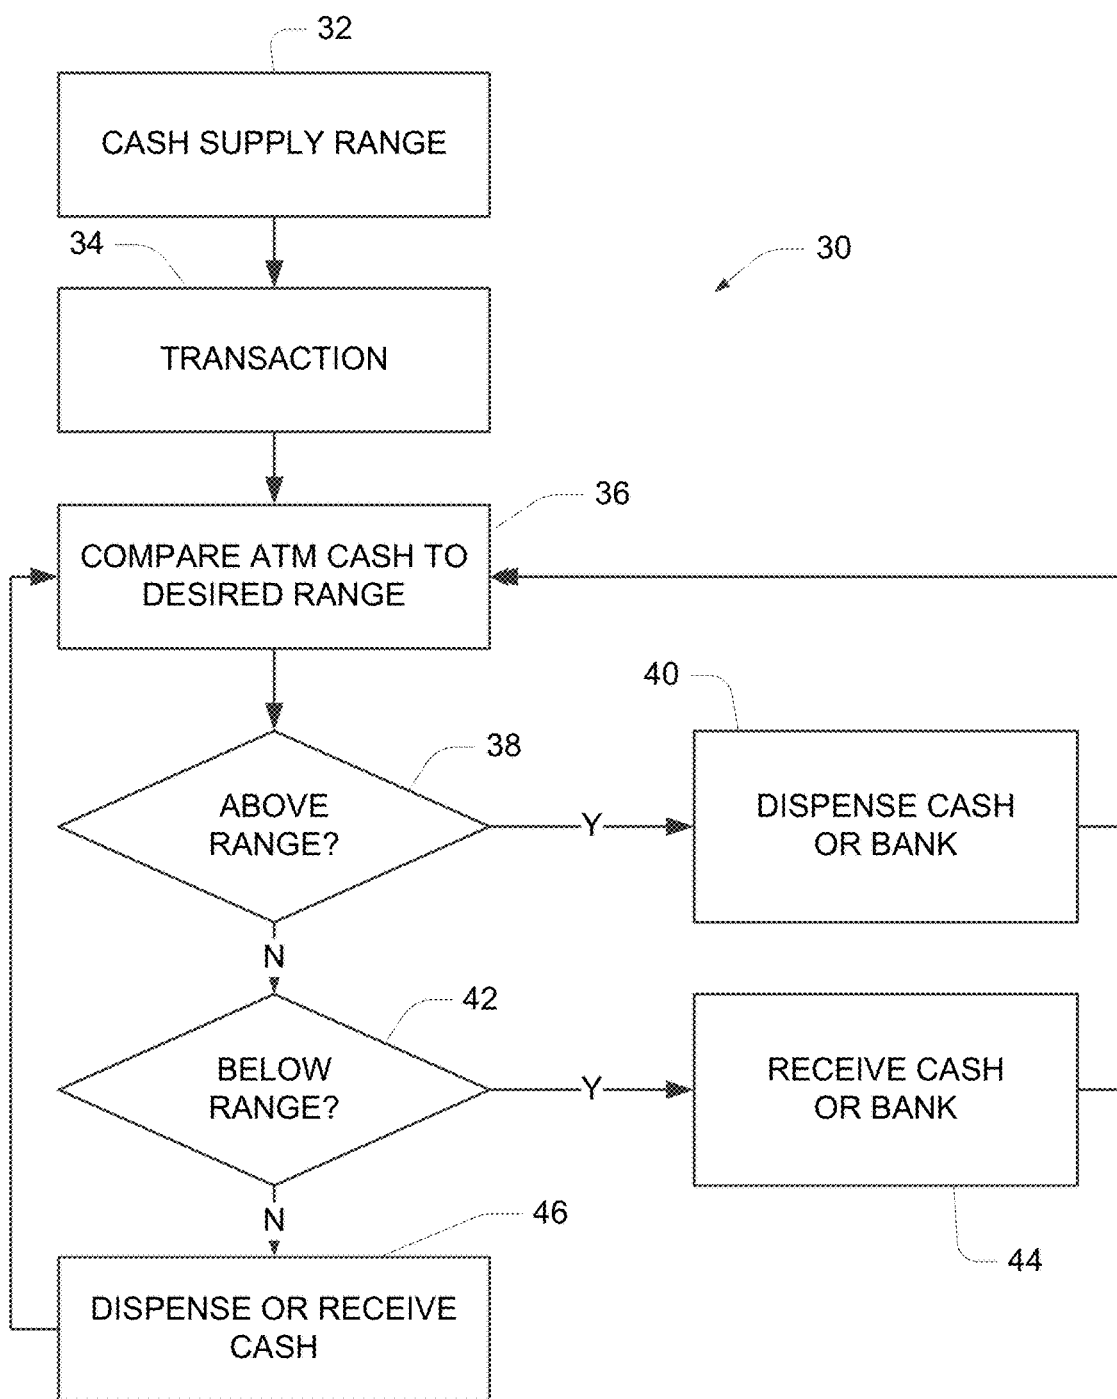 32
CASH SUPPLY RANGE
34
30
TRANSACTION
36
COMPARE ATM CASH TO
DESIRED RANGE
40
38
ABOVE
RANGE?
Y
DISPENSE CASH
OR BANK
N
42
BELOW
RANGE?
Y
RECEIVE CASH
OR BANK
N
46
44
DISPENSE OR RECEIVE
CASH